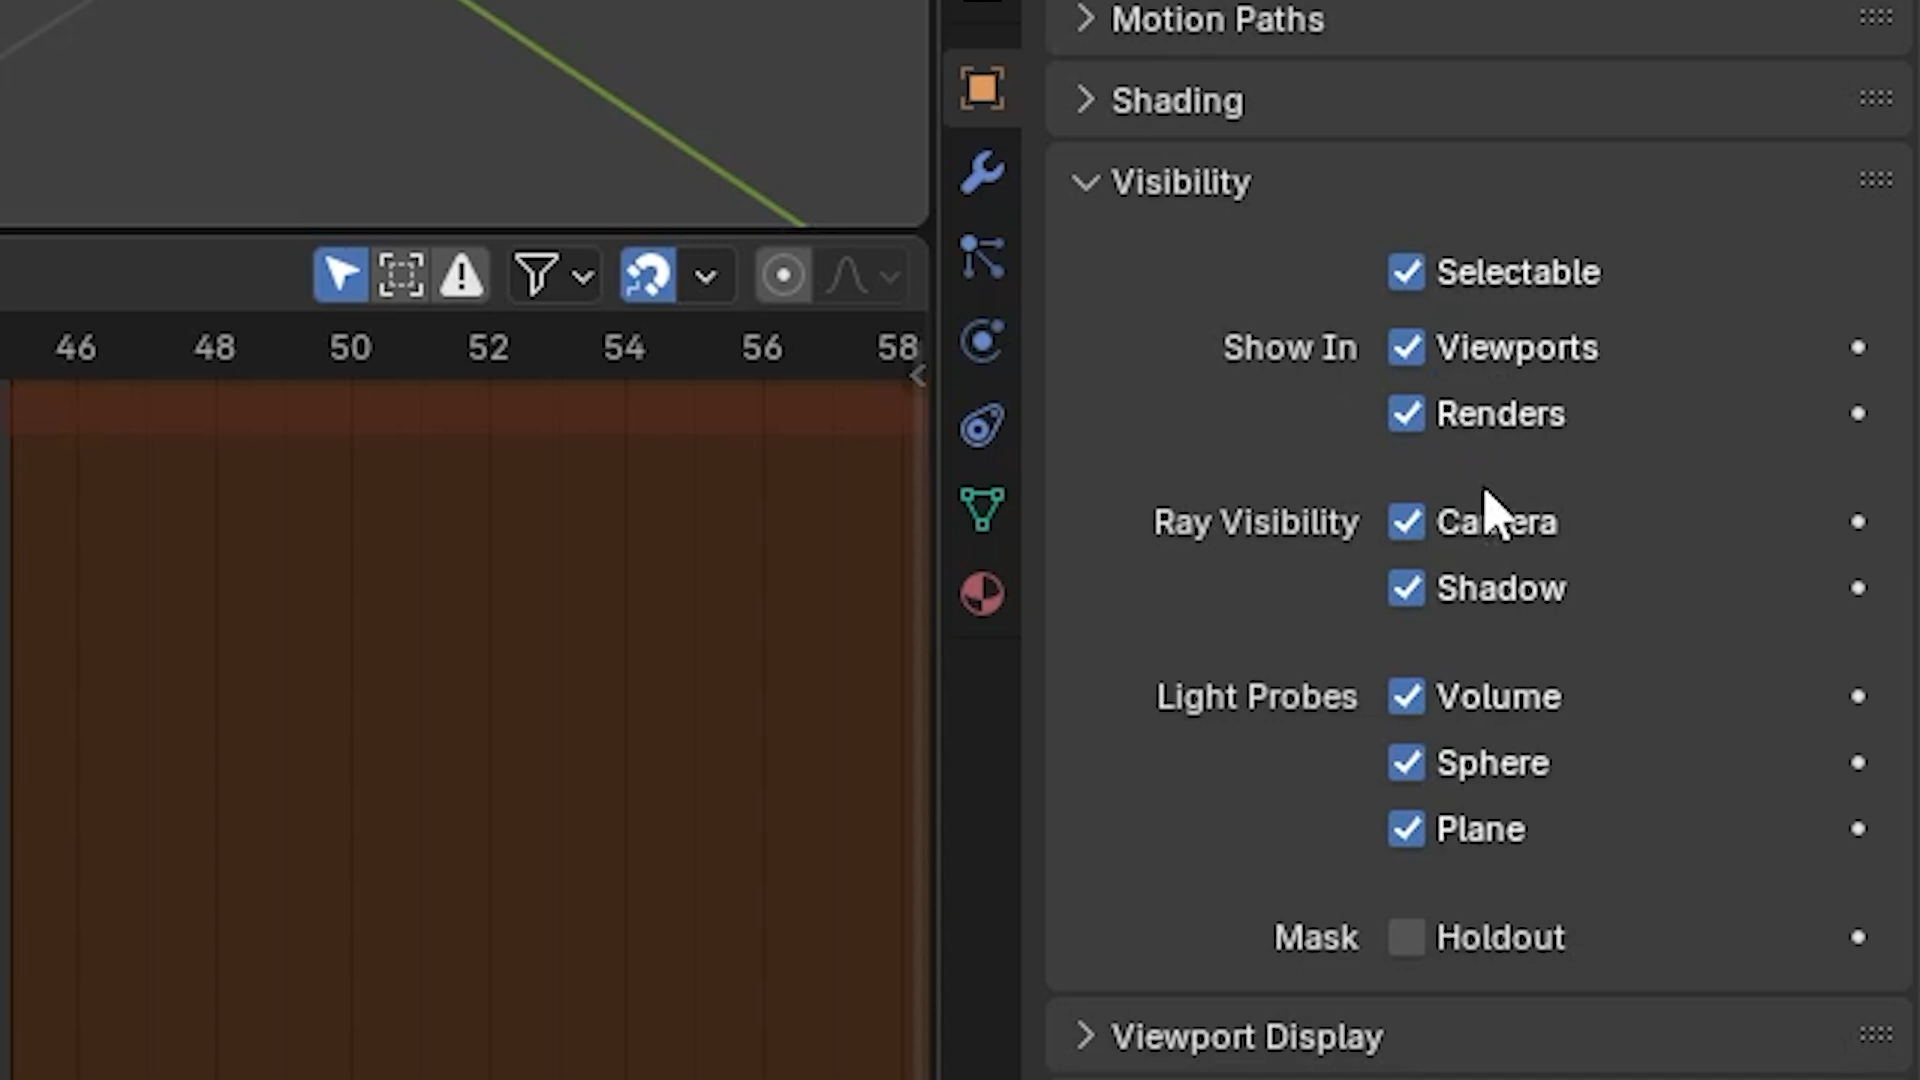 Motion Paths
Shading
Visibility
Selectable
Show In Viewports
Renders
Ray Visibility Camera
Shadow
Light Probes Volume
Sphere
Plane
Mask Holdout
Viewport Display
46 48 50 52 54 56 58